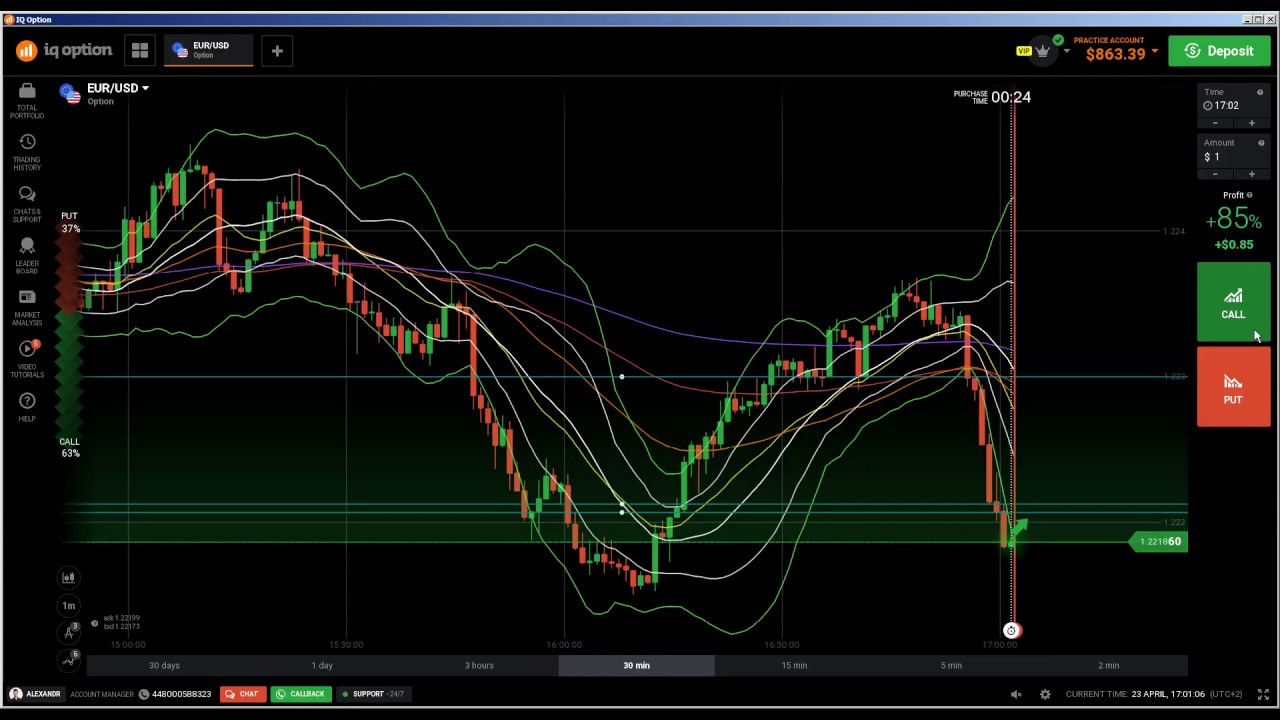 IQ Option
iq option
EUR/USD
Option
+
VIP
PRACTICE ACCOUNT
$863.39
Deposit
EUR/USD
Option
PURCHASE
TIME
00:24
Time
17:02
- +
Amount
$ 1
- +
Profit
+85%
+$0.85
CALL
PUT
TOTAL
PORTFOLIO
TRADING
HISTORY
CHATS &
SUPPORT
LEADER
BOARD
MARKET
ANALYSIS
5
VIDEO
TUTORIALS
HELP
PUT
37%
CALL
63%
1.224
1.223
1.222
1.221860
1m
3
6
ask 1.22199
bid 1.22173
15:00:00 15:30:00 16:00:00 16:30:00 17:00:00
30 days 1 day 3 hours 30 min 15 min 5 min 2 min
ALEXANDR ACCOUNT MANAGER 448000588323 CHAT CALLBACK SUPPORT - 24/7 CURRENT TIME: 23 APRIL, 17:01:06 (UTC+2)